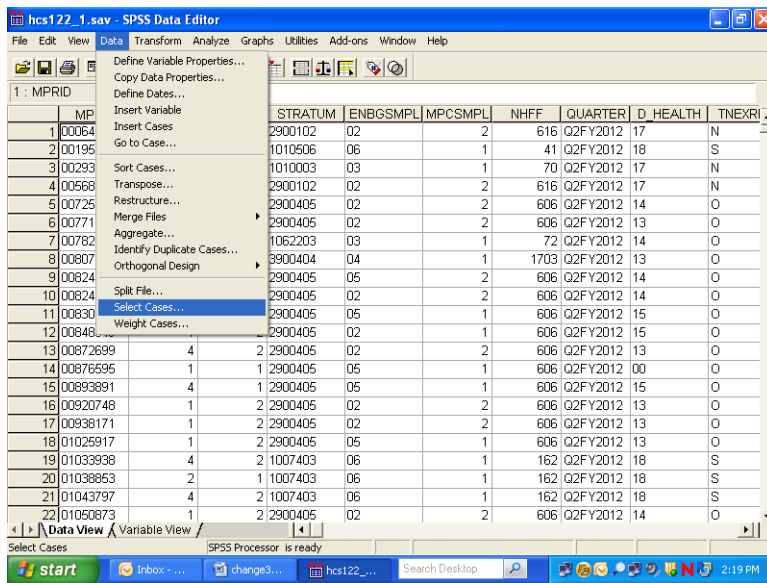 hcs122_1.sav - SPSS Data Editor
File Edit View Data Transform Analyze Graphs Utilities Add-ons Window Help
Define Variable Properties...
Copy Data Properties...
Define Dates...
Insert Variable
Insert Cases
Go to Case...
Sort Cases...
Transpose...
Restructure...
Merge Files
Aggregate...
Identify Duplicate Cases...
Orthogonal Design
Split File...
Select Cases...
Weight Cases...
1 : MPRID
MP STRATUM ENBGSMPL MPCSMPL NHFF QUARTER D_HEALTH TNEXRE
1 00064 2900102 02 2 616 Q2FY2012 17 N
2 00195 1010506 06 1 41 Q2FY2012 18 S
3 00293 1010003 03 1 70 Q2FY2012 17 N
4 00568 2900102 02 2 616 Q2FY2012 17 N
5 00725 2900405 02 2 606 Q2FY2012 14 O
6 00771 2900405 02 2 606 Q2FY2012 13 O
7 00782 1062203 03 1 72 Q2FY2012 14 O
8 00807 3900404 04 1 1703 Q2FY2012 13 O
9 00824 2900405 05 2 606 Q2FY2012 14 O
10 00824 2900405 02 2 606 Q2FY2012 14 O
11 00830 2900405 05 1 606 Q2FY2012 15 O
12 00848 2900405 02 1 606 Q2FY2012 15 O
13 00872699 4 2 2900405 02 2 606 Q2FY2012 13 O
14 00876595 1 1 2900405 05 1 606 Q2FY2012 00 O
15 00893891 4 1 2900405 05 1 606 Q2FY2012 15 O
16 00920748 1 2 2900405 02 2 606 Q2FY2012 13 O
17 00938171 1 2 2900405 02 2 606 Q2FY2012 13 O
18 01025917 1 2 2900405 05 1 606 Q2FY2012 13 O
19 01033938 4 2 1007403 06 1 162 Q2FY2012 18 S
20 01038853 2 1 1007403 06 1 162 Q2FY2012 18 S
21 01043797 4 2 1007403 06 1 162 Q2FY2012 18 S
22 01050873 1 2 2900405 02 2 606 Q2FY2012 14 O
Data View Variable View
Select Cases SPSS Processor is ready
start Inbox - ... change3... hcs122_... Search Desktop 2:19 PM